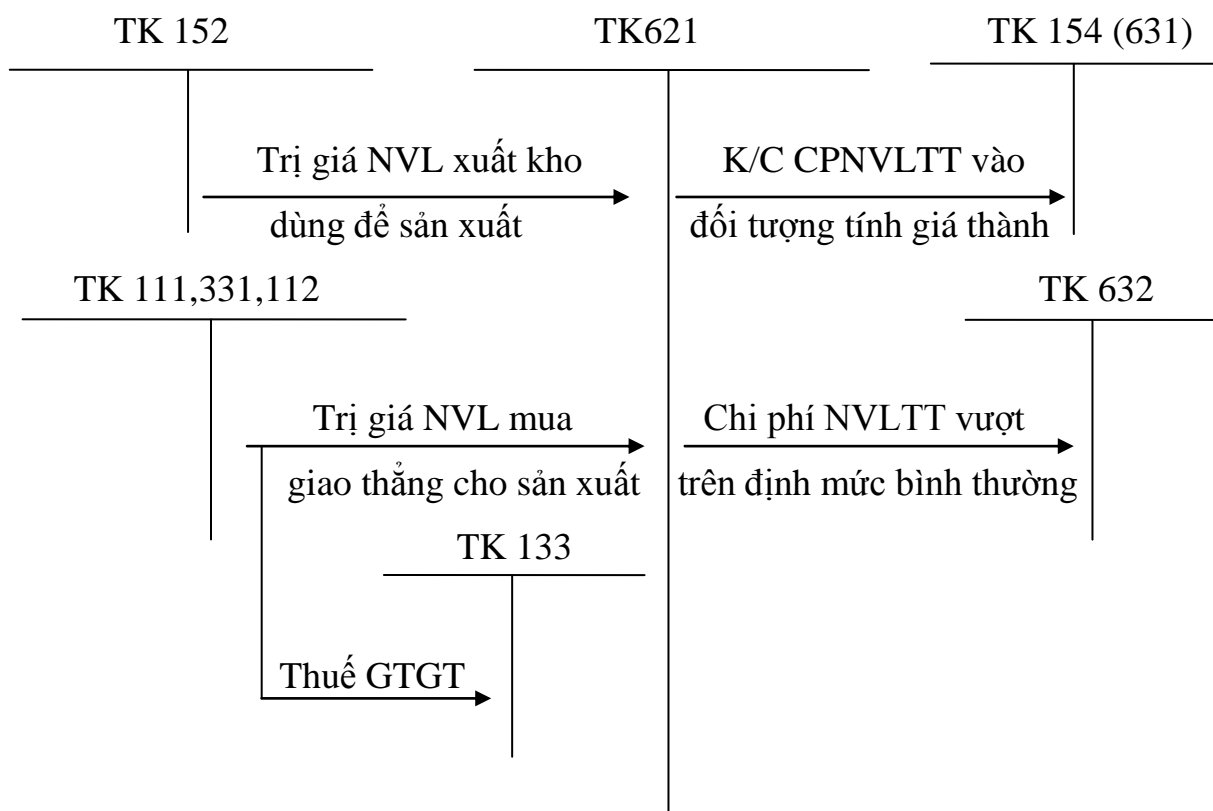 TK 152
TK621
TK 154 (631)
Trị giá NVL xuất kho
dùng để sản xuất
K/C CPNVLTT vào
đối tượng tính giá thành
TK 111,331,112
TK 632
Trị giá NVL mua
giao thẳng cho sản xuất
Chi phí NVLTT vượt
trên định mức bình thường
TK 133
Thuế GTGT